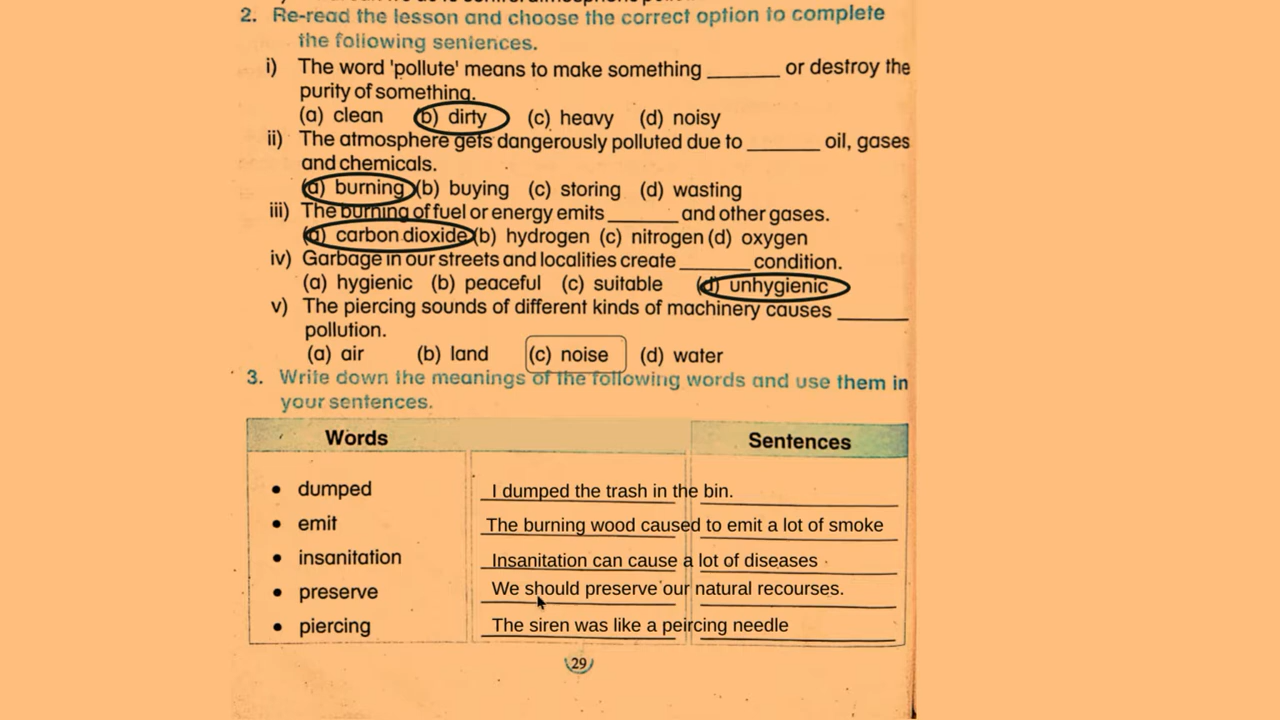 2. Re-read the lesson and choose the correct option to complete
the following sentences.
i) The word 'pollute' means to make something ______ or destroy the
purity of something.
(a) clean (b) dirty (c) heavy (d) noisy
ii) The atmosphere gets dangerously polluted due to ______ oil, gases
and chemicals.
(a) burning (b) buying (c) storing (d) wasting
iii) The burning of fuel or energy emits ______ and other gases.
(a) carbon dioxide (b) hydrogen (c) nitrogen (d) oxygen
iv) Garbage in our streets and localities create ______ condition.
(a) hygienic (b) peaceful (c) suitable (d) unhygienic
v) The piercing sounds of different kinds of machinery causes ______
pollution.
(a) air (b) land (c) noise (d) water
3. Write down the meanings of the following words and use them in
your sentences.
Words Sentences
• dumped I dumped the trash in the bin.
• emit The burning wood caused to emit a lot of smoke
• insanitation Insanitation can cause a lot of diseases
• preserve We should preserve our natural recourses.
• piercing The siren was like a peircing needle
29